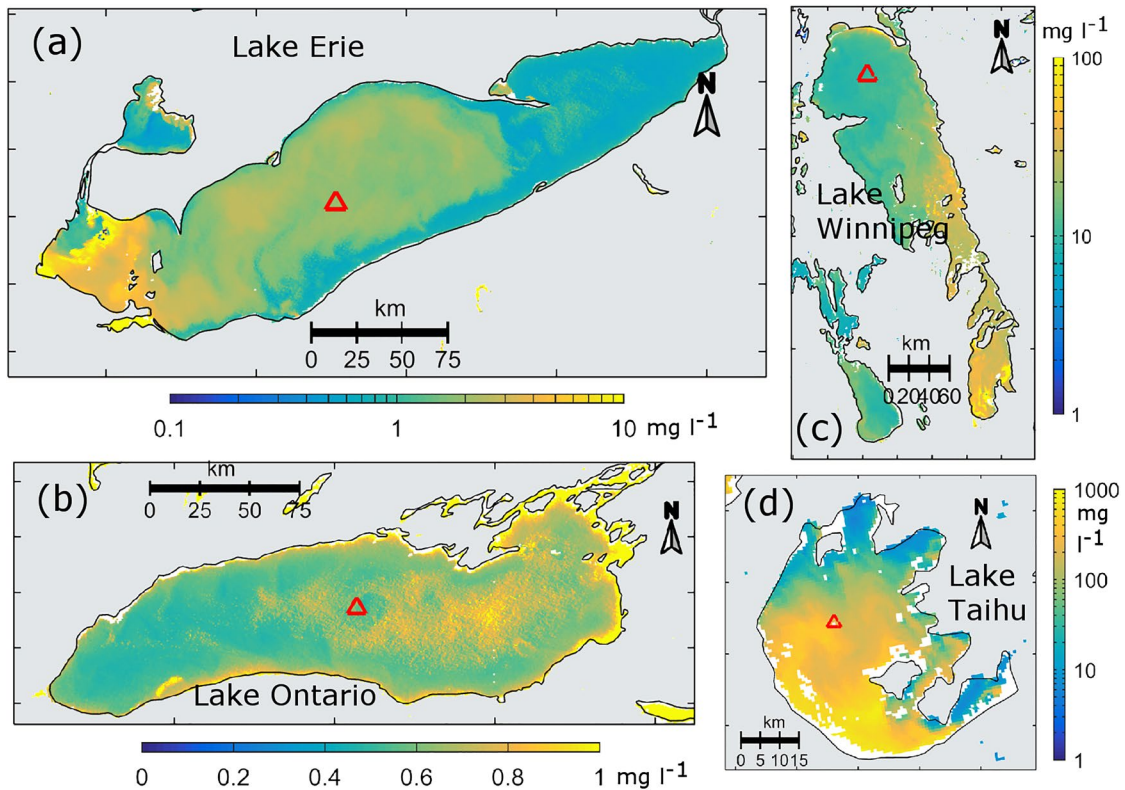 (a)
Lake Erie
N
km
0 25 50 75
0.1 1 10 mg l-1
(b)
km
0 25 50 75
N
Lake Ontario
0 0.2 0.4 0.6 0.8 1 mg l-1
N
mg l-1
100
10
1
Lake
Winnipeg
km
0 20 40 60
(c)
(d)
N
Lake
Taihu
km
0 5 10 15
1000
mg
l-1
100
10
1